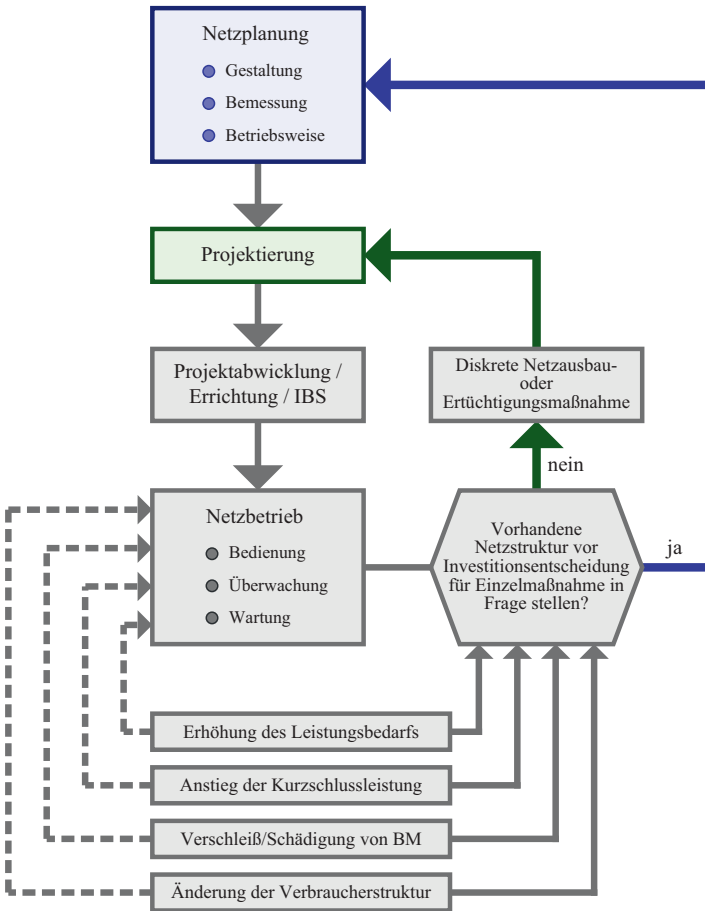 Netzplanung
Gestaltung
Bemessung
Betriebsweise
Projektierung
Projektabwicklung /
Errichtung / IBS
Diskrete Netzausbau-
oder
Ertüchtigungsmaßnahme
nein
Netzbetrieb
Bedienung
Überwachung
Wartung
Vorhandene
Netzstruktur vor
Investitionsentscheidung
für Einzelmaßnahme in
Frage stellen?
ja
Erhöhung des Leistungsbedarfs
Anstieg der Kurzschlussleistung
Verschleiß/Schädigung von BM
Änderung der Verbraucherstruktur